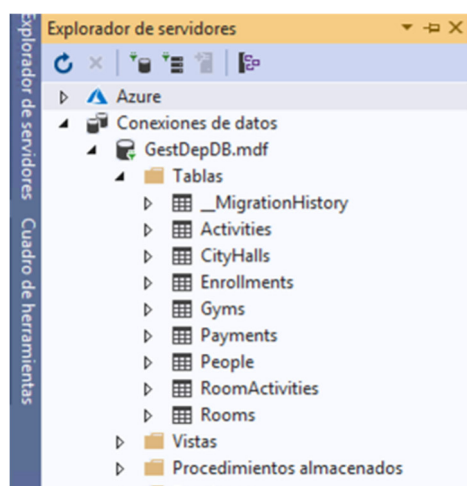 Explorador de servidores
Explorador de servidores
Cuadro de herramientas
Azure
Conexiones de datos
GestDepDB.mdf
Tablas
__MigrationHistory
Activities
CityHalls
Enrollments
Gyms
Payments
People
RoomActivities
Rooms
Vistas
Procedimientos almacenados